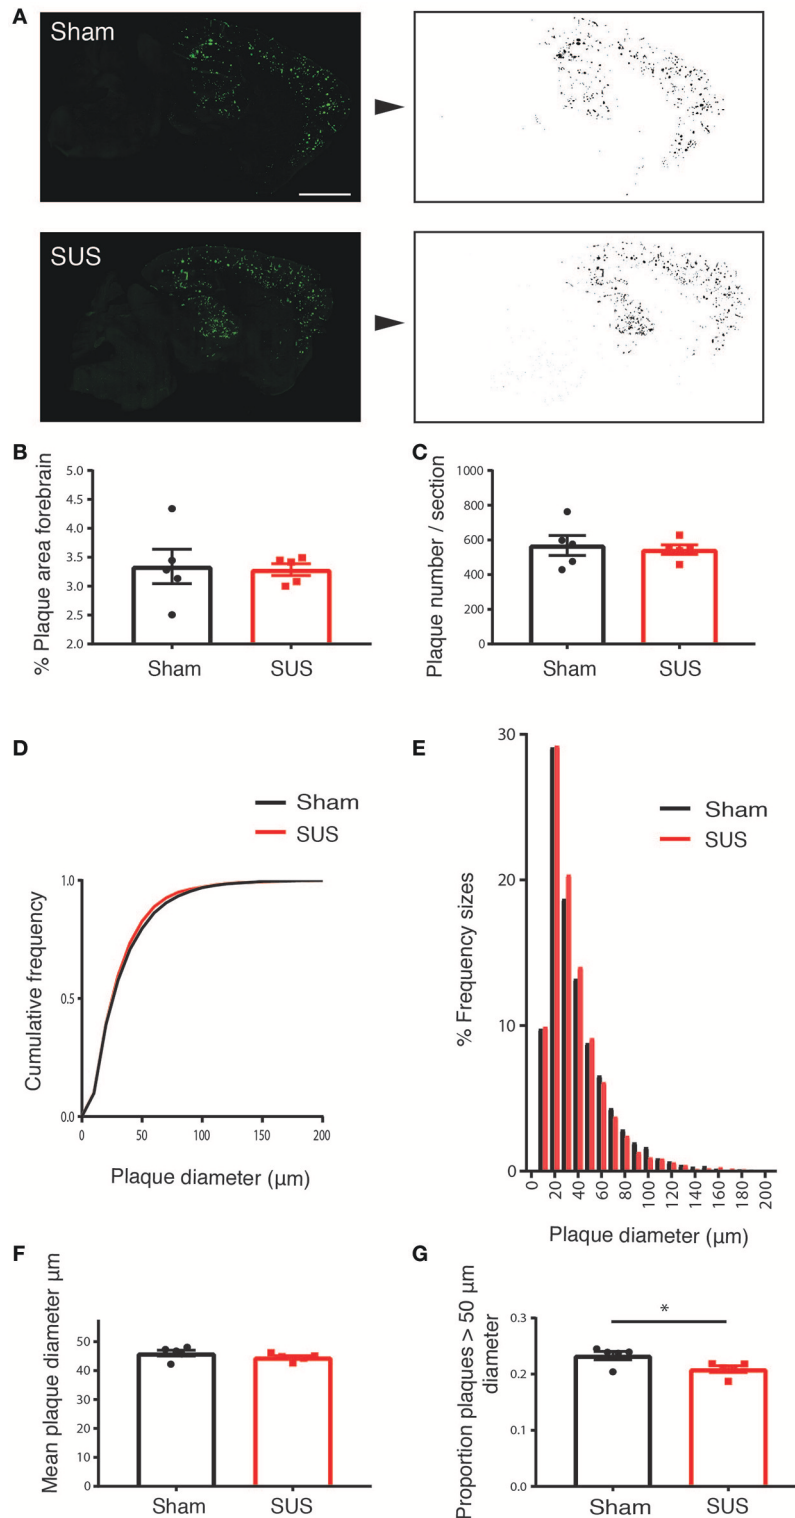 A
Sham
SUS
B
% Plaque area forebrain
5.0
4.5
4.0
3.5
3.0
2.5
2.0
Sham
SUS
C
Plaque number / section
1000
800
600
400
200
0
Sham
SUS
D
Sham
SUS
Cumulative frequency
1.0
0.5
0.0
0
50
100
150
200
Plaque diameter (µm)
E
Sham
SUS
% Frequency sizes
30
20
10
0
0
20
40
60
80
100
120
140
160
180
200
Plaque diameter (µm)
F
Mean plaque diameter µm
50
40
30
20
10
0
Sham
SUS
G
Proportion plaques > 50 µm
diameter
0.3
0.2
0.1
0.0
*
Sham
SUS